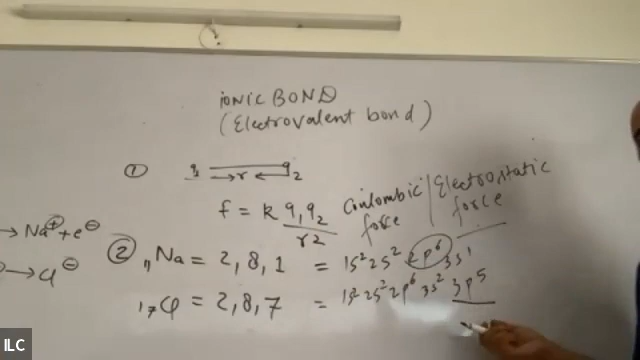 IONIC BOND
(Electrovalent bond)
① q₁ → r ← q₂
f = k q₁q₂ / r2 Coulombic force / Electrostatic force
→ Na⊕ + e⊖
→ Cl⊖
② ₁₁Na = 2, 8, 1 = 1s² 2s² 2p⁶ 3s¹
₁₇Cl = 2, 8, 7 = 1s² 2s² 2p⁶ 3s² 3p⁵
ILC